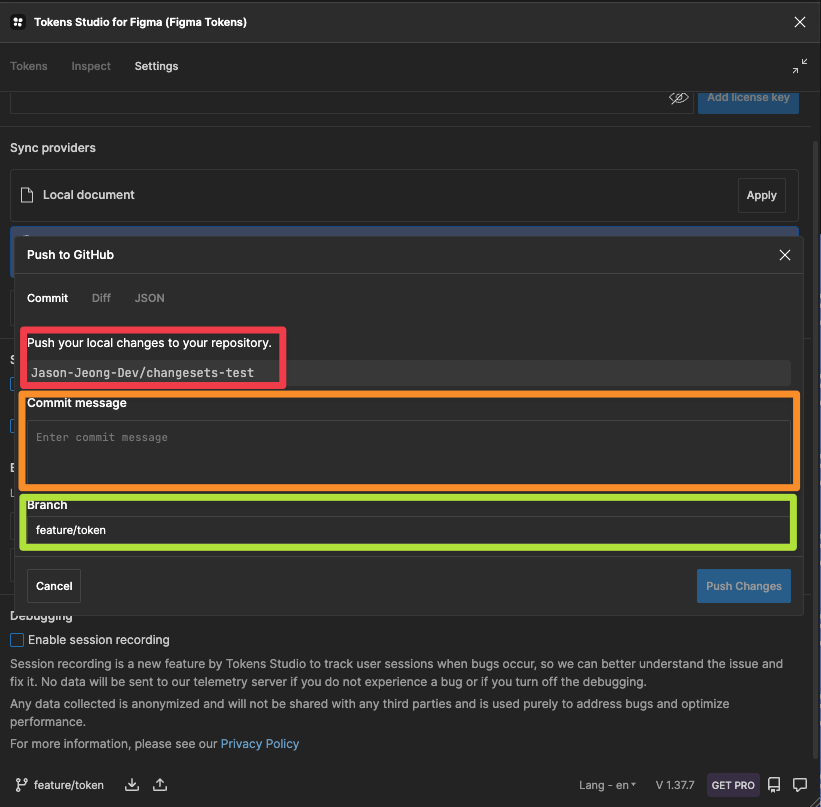 Tokens Studio for Figma (Figma Tokens)
Tokens Inspect Settings
Add license key
Sync providers
Local document
Apply
Push to GitHub
Commit Diff JSON
Push your local changes to your repository.
Jason-Jeong-Dev/changesets-test
Commit message
Enter commit message
Branch
feature/token
Cancel
Push Changes
Debugging
Enable session recording
Session recording is a new feature by Tokens Studio to track user sessions when bugs occur, so we can better understand the issue and
fix it. No data will be sent to our telemetry server if you do not experience a bug or if you turn off the debugging.
Any data collected is anonymized and will not be shared with any third parties and is used purely to address bugs and optimize
performance.
For more information, please see our Privacy Policy
feature/token
Lang - en
V 1.37.7
GET PRO